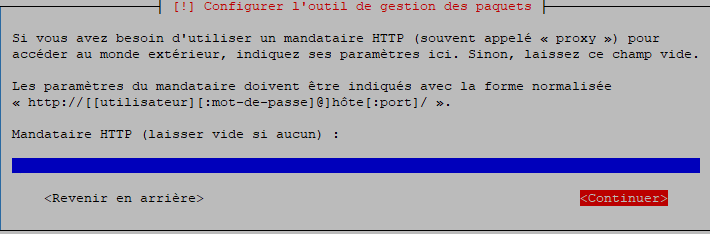 [!] Configurer l'outil de gestion des paquets
Si vous avez besoin d'utiliser un mandataire HTTP (souvent appelé « proxy ») pour
accéder au monde extérieur, indiquez ses paramètres ici. Sinon, laissez ce champ vide.
Les paramètres du mandataire doivent être indiqués avec la forme normalisée
« http://[[utilisateur][:mot-de-passe]@]hôte[:port]/ ».
Mandataire HTTP (laisser vide si aucun) :
<Revenir en arrière> <Continuer>